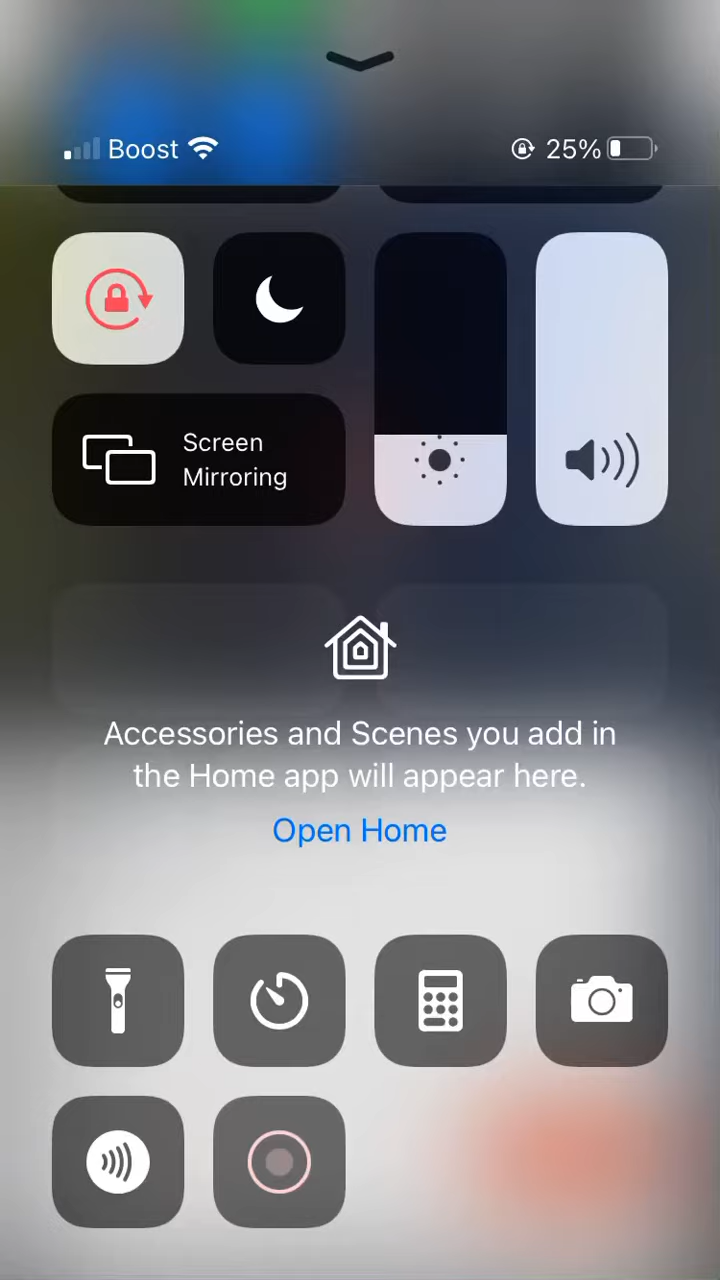 Boost 25%
Screen
Mirroring
Accessories and Scenes you add in
the Home app will appear here.
Open Home